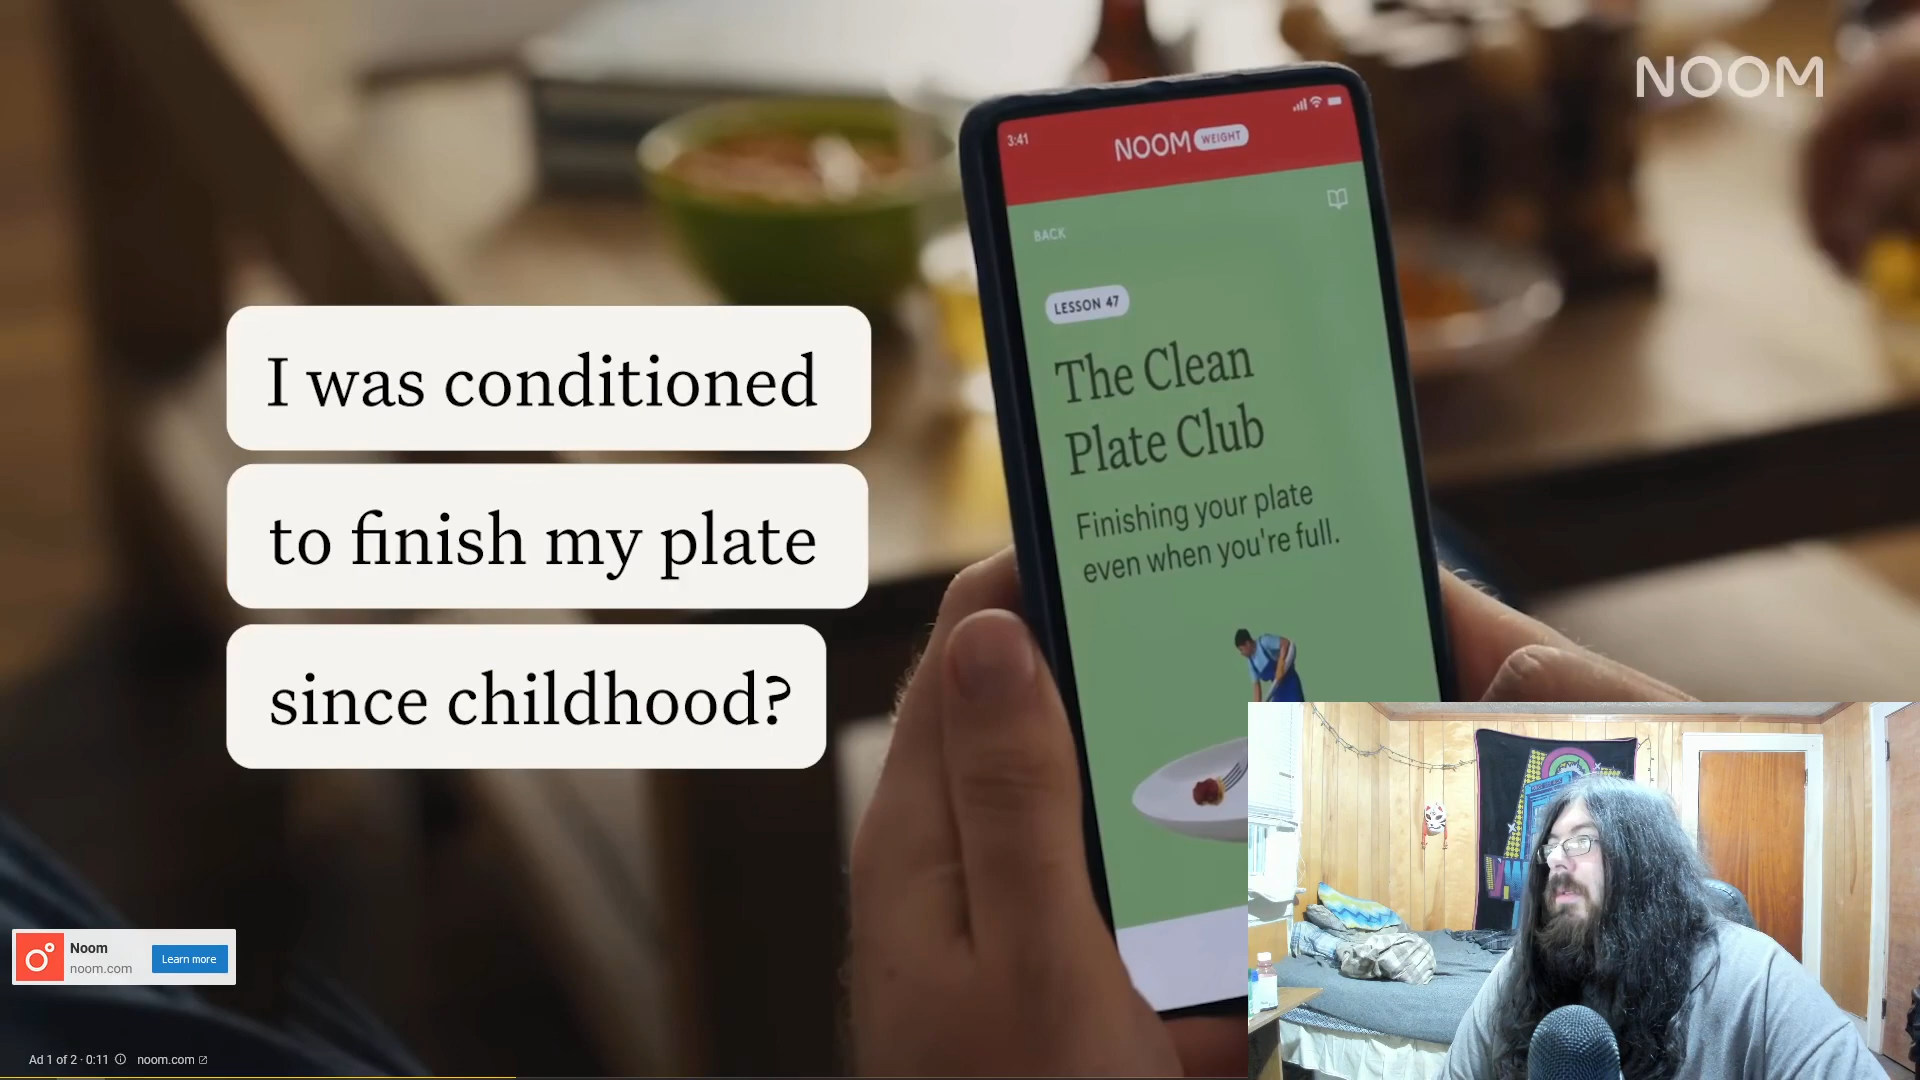 NOOM
3:41
NOOM WEIGHT
BACK
LESSON 47
The Clean
Plate Club
Finishing your plate
even when you're full.
I was conditioned
to finish my plate
since childhood?
Noom
noom.com
Learn more
Ad 1 of 2 · 0:11
noom.com